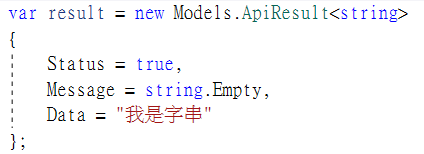 var result = new Models.ApiResult<string>
{
    Status = true,
    Message = string.Empty,
    Data = "我是字串"
};